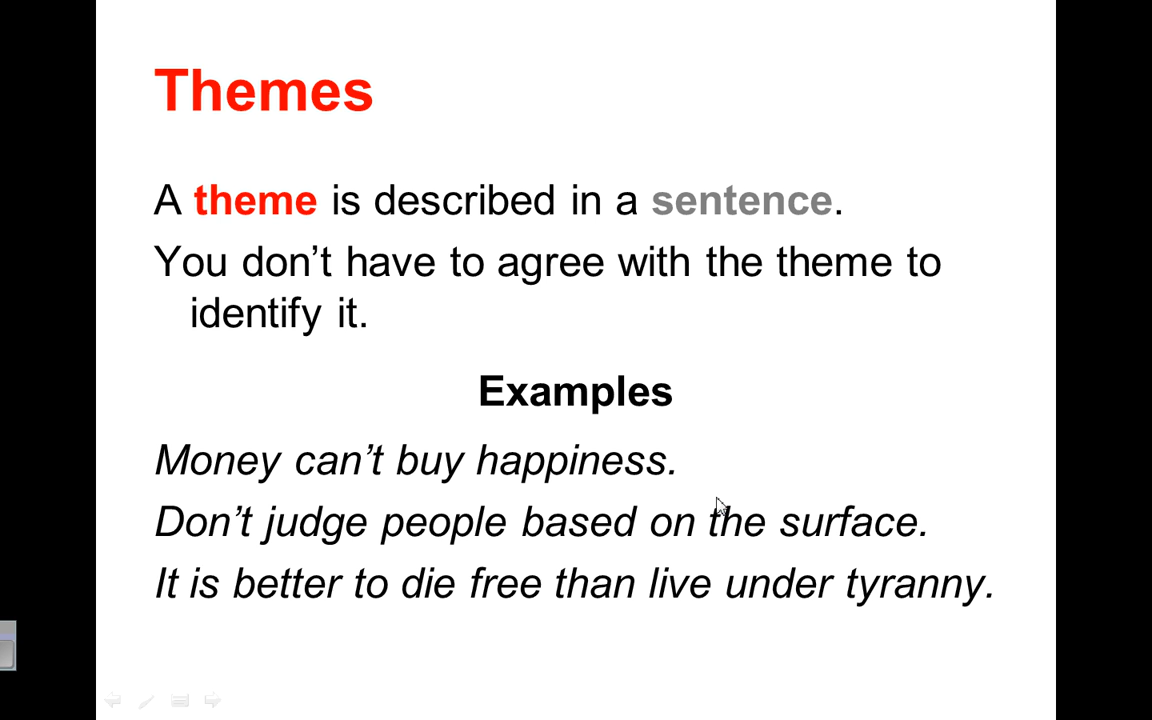 Themes
A theme is described in a sentence.
You don’t have to agree with the theme to
identify it.
Examples
Money can’t buy happiness.
Don’t judge people based on the surface.
It is better to die free than live under tyranny.